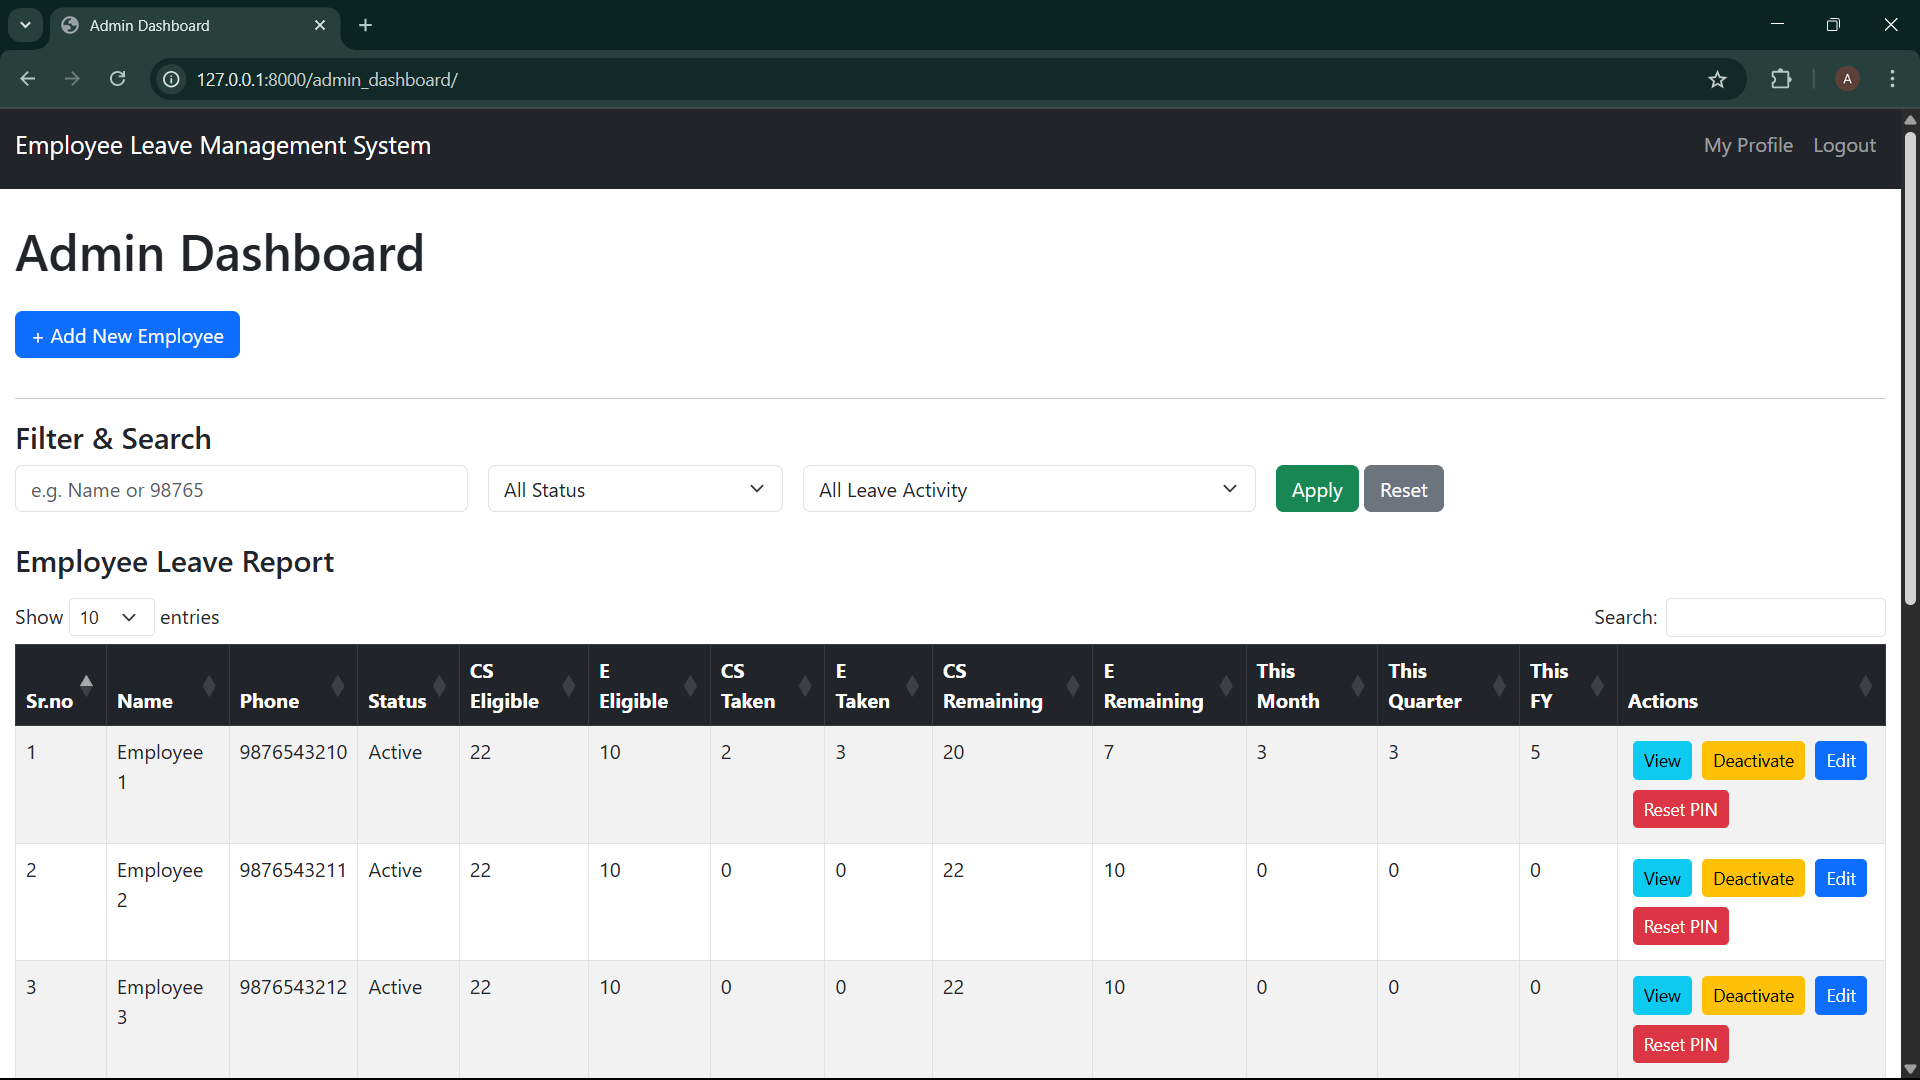 Admin Dashboard
127.0.0.1:8000/admin_dashboard/
A
Employee Leave Management System
My Profile Logout
Admin Dashboard
+ Add New Employee
Filter & Search
e.g. Name or 98765 All Status All Leave Activity Apply Reset
Employee Leave Report
Show 10 entries Search:
Sr.no Name Phone Status CS Eligible E Eligible CS Taken E Taken CS Remaining E Remaining This Month This Quarter This FY Actions
1 Employee 1 9876543210 Active 22 10 2 3 20 7 3 3 5 View Deactivate Edit
Reset PIN
2 Employee 2 9876543211 Active 22 10 0 0 22 10 0 0 0 View Deactivate Edit
Reset PIN
3 Employee 3 9876543212 Active 22 10 0 0 22 10 0 0 0 View Deactivate Edit
Reset PIN